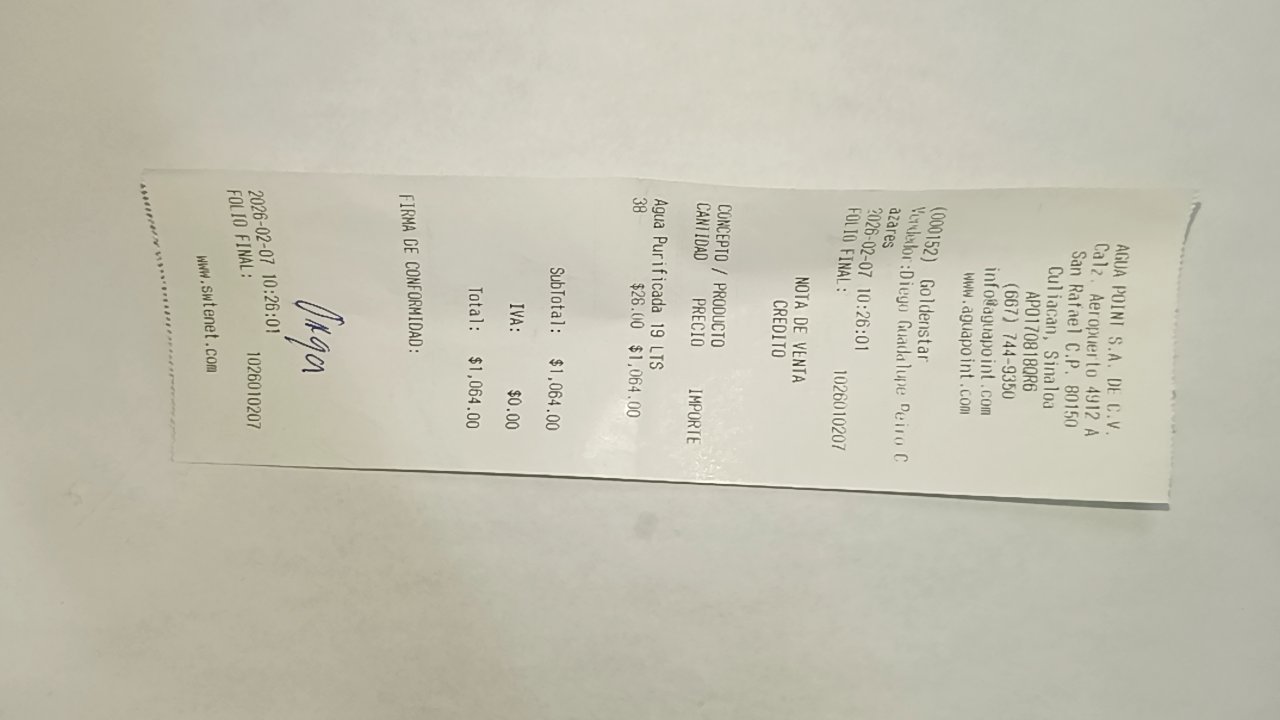 AGUA POINT S.A. DE C.V.
Calz. Aeropuerto 4912 A
San Rafael C.P. 80150
Culiacan, Sinaloa
APO170818QR6
(667) 744-9350
info@aguapoint.com
www.aguapoint.com
(000152) Goldenstar
Vendedor:Diego Guadalupe Peiro C
azares
2026-02-07 10:26:01
FOLIO FINAL: 1026010207
NOTA DE VENTA
CREDITO
CONCEPTO / PRODUCTO
CANTIDAD PRECIO IMPORTE
Agua Purificada 19 LTS
38 $28.00 $1,064.00
SubTotal: $1,064.00
IVA: $0.00
Total: $1,064.00
FIRMA DE CONFORMIDAD:
2026-02-07 10:26:01
FOLIO FINAL: 1026010207
www.swtenet.com